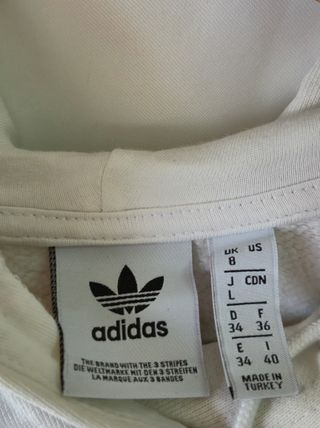 adidas
THE BRAND WITH THE 3 STRIPES
DIE WELTMARKE MIT DEN 3 STREIFEN
LA MARQUE AUX 3 BANDES
UK US
8
J CDN
L
D F
34 36
E I
34 40
MADE IN
TURKEY